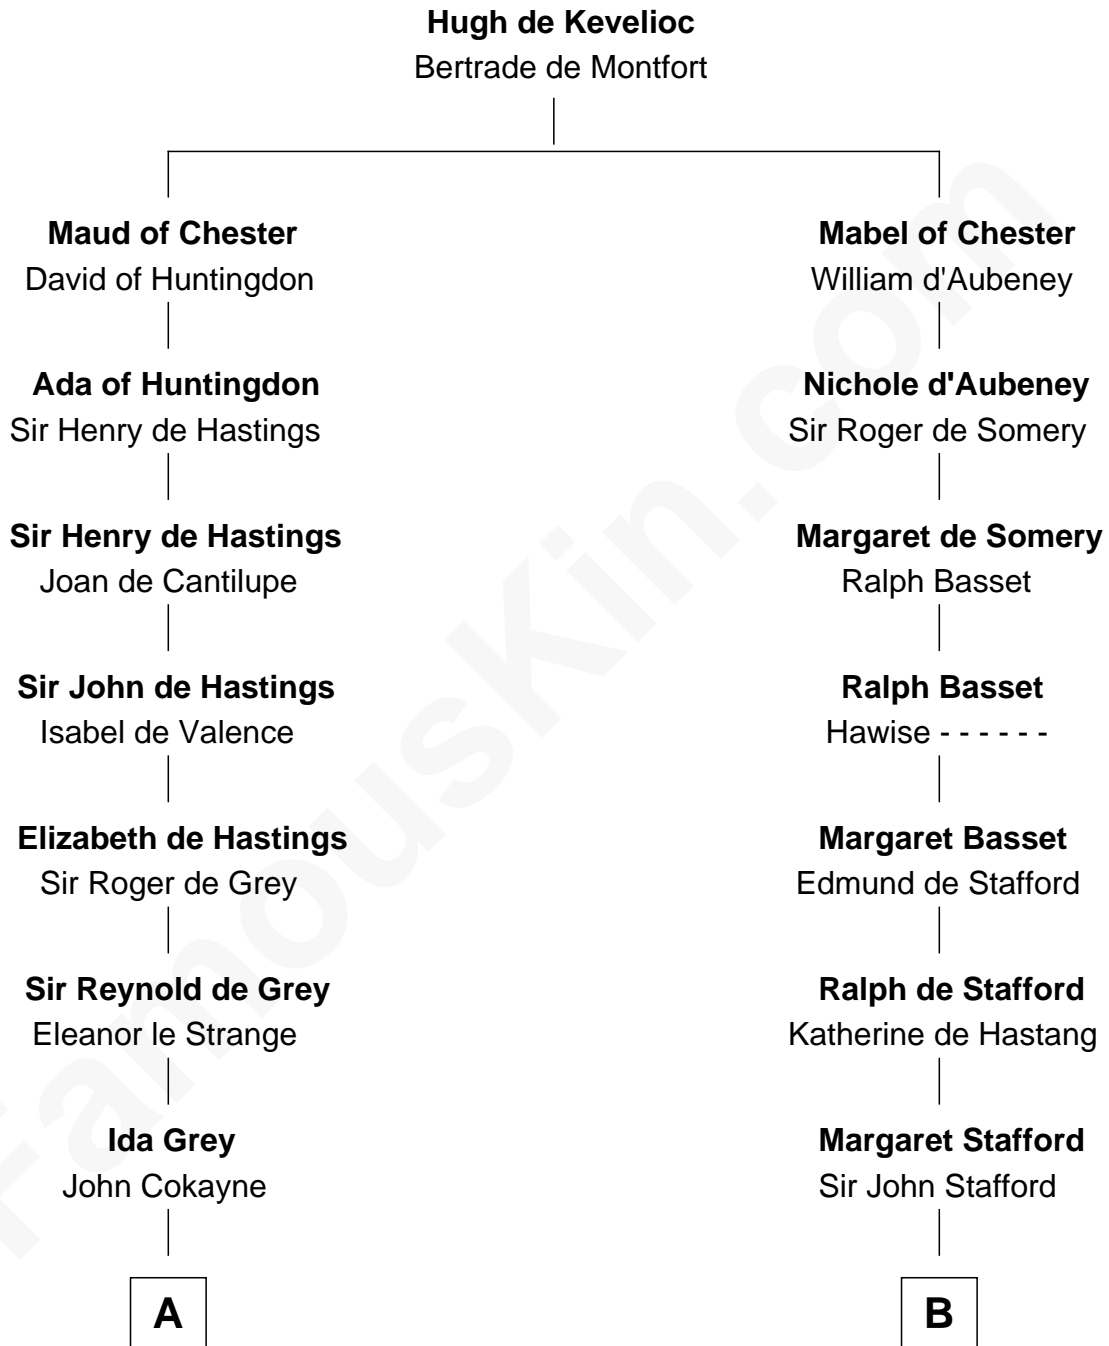 Hugh de Kevelioc
Bertrade de Montfort
Maud of Chester
David of Huntingdon
Mabel of Chester
William d'Aubeney
Ada of Huntingdon
Sir Henry de Hastings
Nichole d'Aubeney
Sir Roger de Somery
Sir Henry de Hastings
Joan de Cantilupe
Margaret de Somery
Ralph Basset
Sir John de Hastings
Isabel de Valence
Ralph Basset
Hawise - - - - - -
Elizabeth de Hastings
Sir Roger de Grey
Margaret Basset
Edmund de Stafford
Sir Reynold de Grey
Eleanor le Strange
Ralph de Stafford
Katherine de Hastang
Ida Grey
John Cokayne
Margaret Stafford
Sir John Stafford
A
B
FamousKin.com